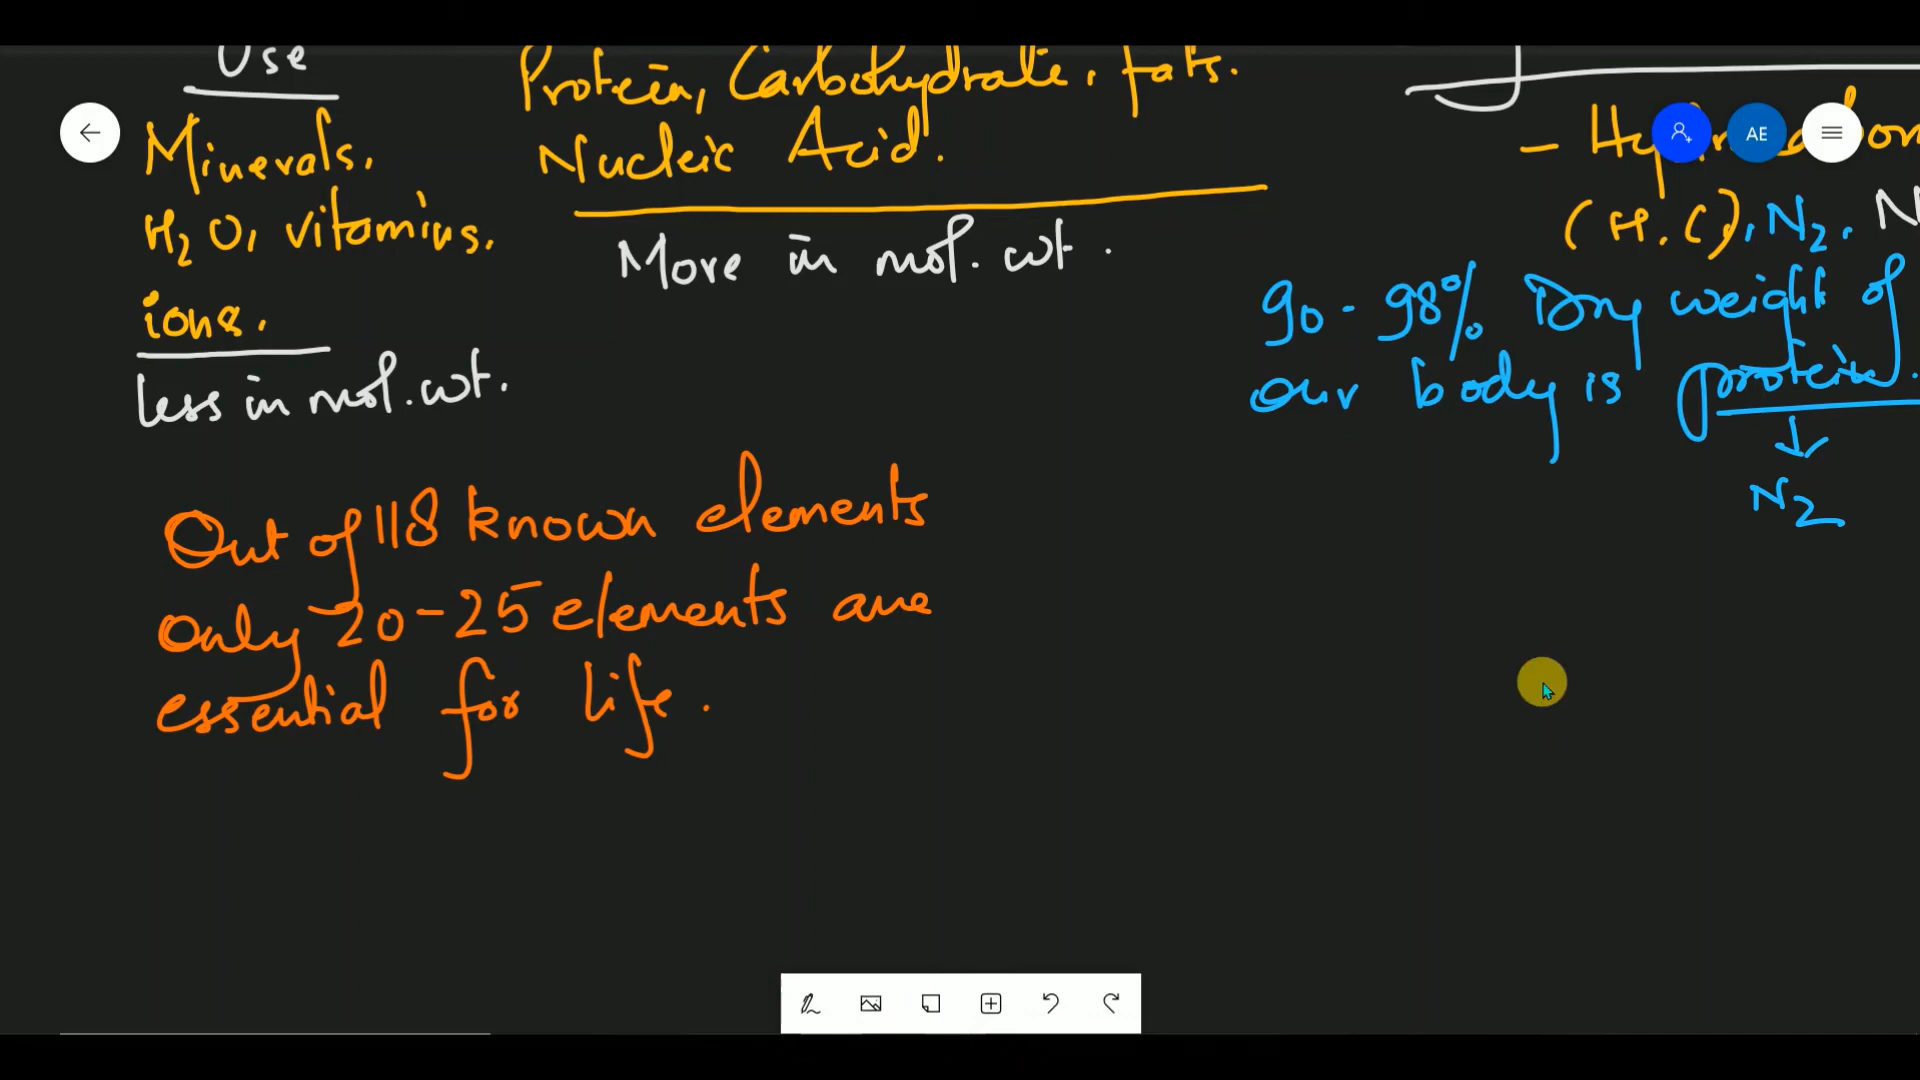 Use
Minerals.
H2O, vitamins.
ions.
less in mol. wt.
Protein, Carbohydrate, fats.
Nucleic Acid.
More in mol. wt.
(H.C), N2. N
90-98% Dry weight of
our body is protein.
N2
Out of 118 known elements
only 20-25 elements are
essential for life.
AE